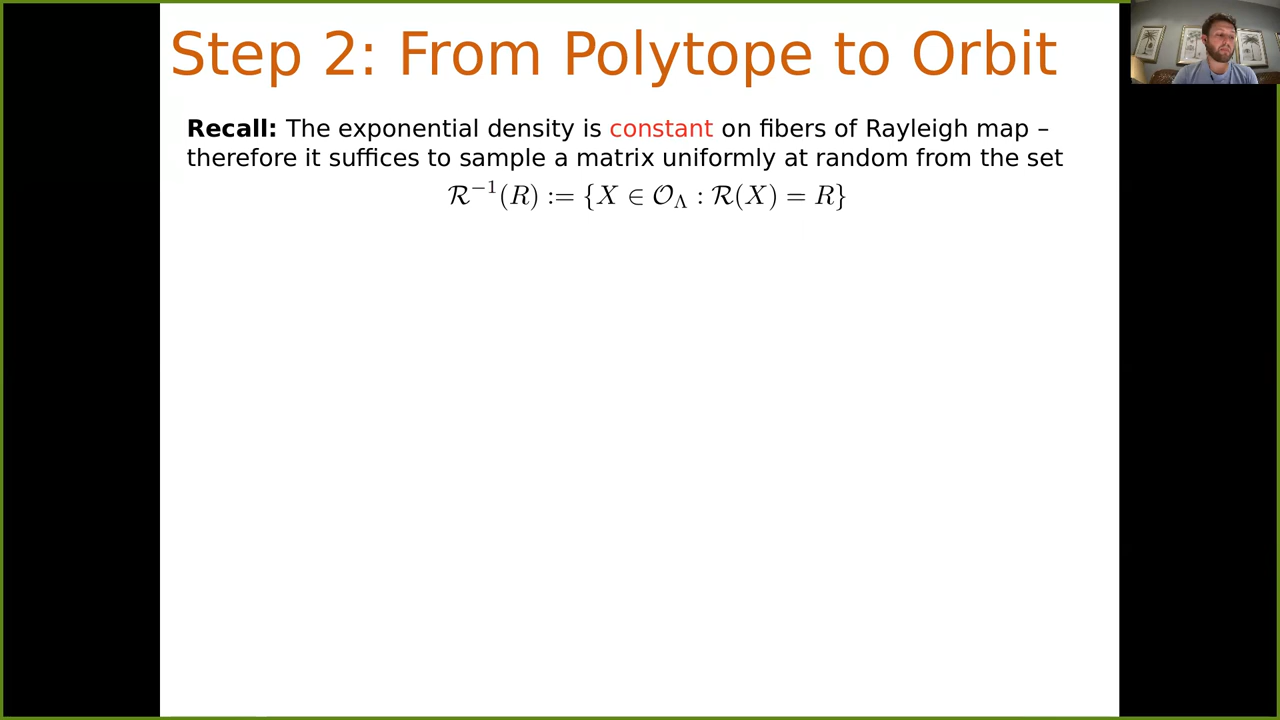 Step 2: From Polytope to Orbit
Recall: The exponential density is constant on fibers of Rayleigh map –
therefore it suffices to sample a matrix uniformly at random from the set
ℛ⁻¹(R) := {X ∈ 𝒪_Λ : ℛ(X) = R}